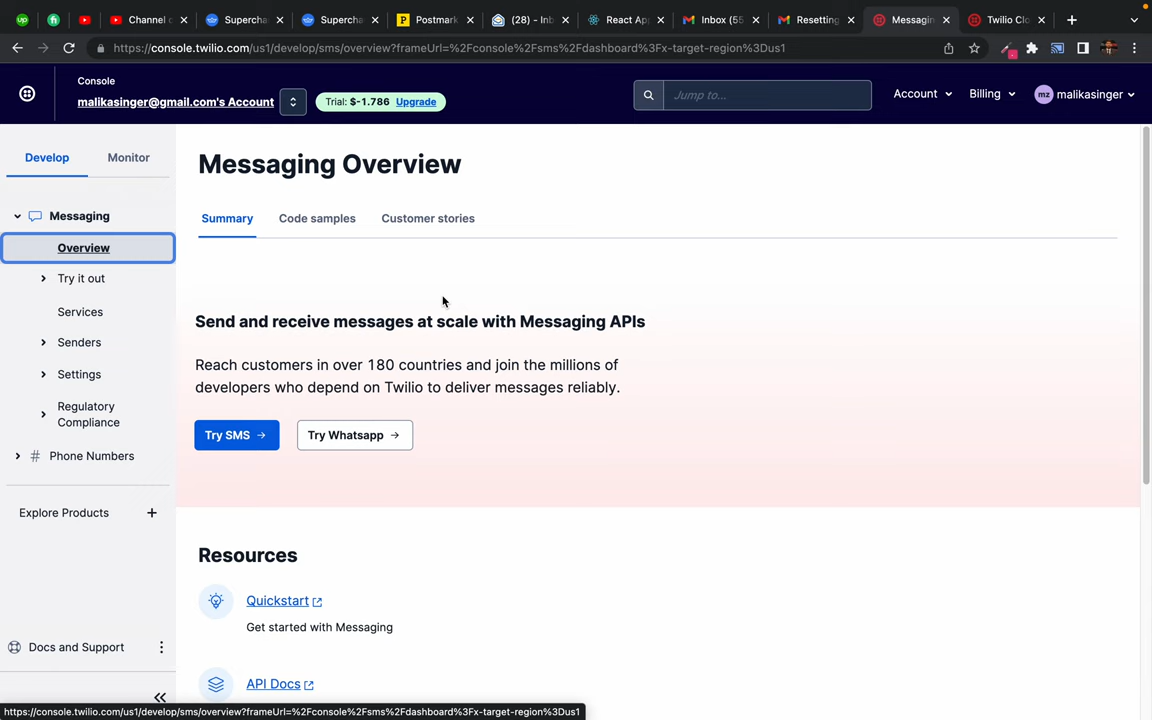 up
fi
Channel c
Supercha
Supercha
P
Postmark
(28) - Inb
React App
Inbox (55
Resetting
Messaging
Twilio Clo
https://console.twilio.com/us1/develop/sms/overview?frameUrl=%2Fconsole%2Fsms%2Fdashboard%3Fx-target-region%3Dus1
Console
malikasinger@gmail.com's Account
Trial: $-1.786 Upgrade
Jump to...
Account
Billing
mz malikasinger
Develop
Monitor
Messaging
Overview
Try it out
Services
Senders
Settings
Regulatory
Compliance
# Phone Numbers
Explore Products +
Docs and Support
Messaging Overview
Summary
Code samples
Customer stories
Send and receive messages at scale with Messaging APIs
Reach customers in over 180 countries and join the millions of
developers who depend on Twilio to deliver messages reliably.
Try SMS →
Try Whatsapp →
Resources
Quickstart
Get started with Messaging
API Docs
https://console.twilio.com/us1/develop/sms/overview?frameUrl=%2Fconsole%2Fsms%2Fdashboard%3Fx-target-region%3Dus1